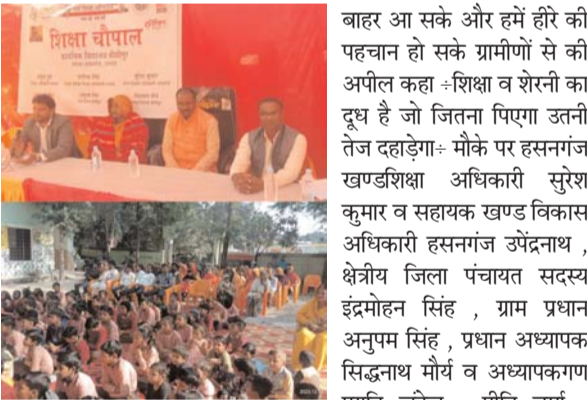 शिक्षा चौपाल
बाहर आ सके और हमें हीरे की
पहचान हो सके ग्रामीणों से की
अपील कहा ÷शिक्षा व शेरनी का
दूध है जो जितना पिएगा उतनी
तेज दहाड़ेगा÷ मौके पर हसनगंज
खण्डशिक्षा अधिकारी सुरेश
कुमार व सहायक खण्ड विकास
अधिकारी हसनगंज उपेंद्रनाथ ,
क्षेत्रीय जिला पंचायत सदस्य
इंद्रमोहन सिंह , ग्राम प्रधान
अनुपम सिंह , प्रधान अध्यापक
सिद्धनाथ मौर्य व अध्यापकगण